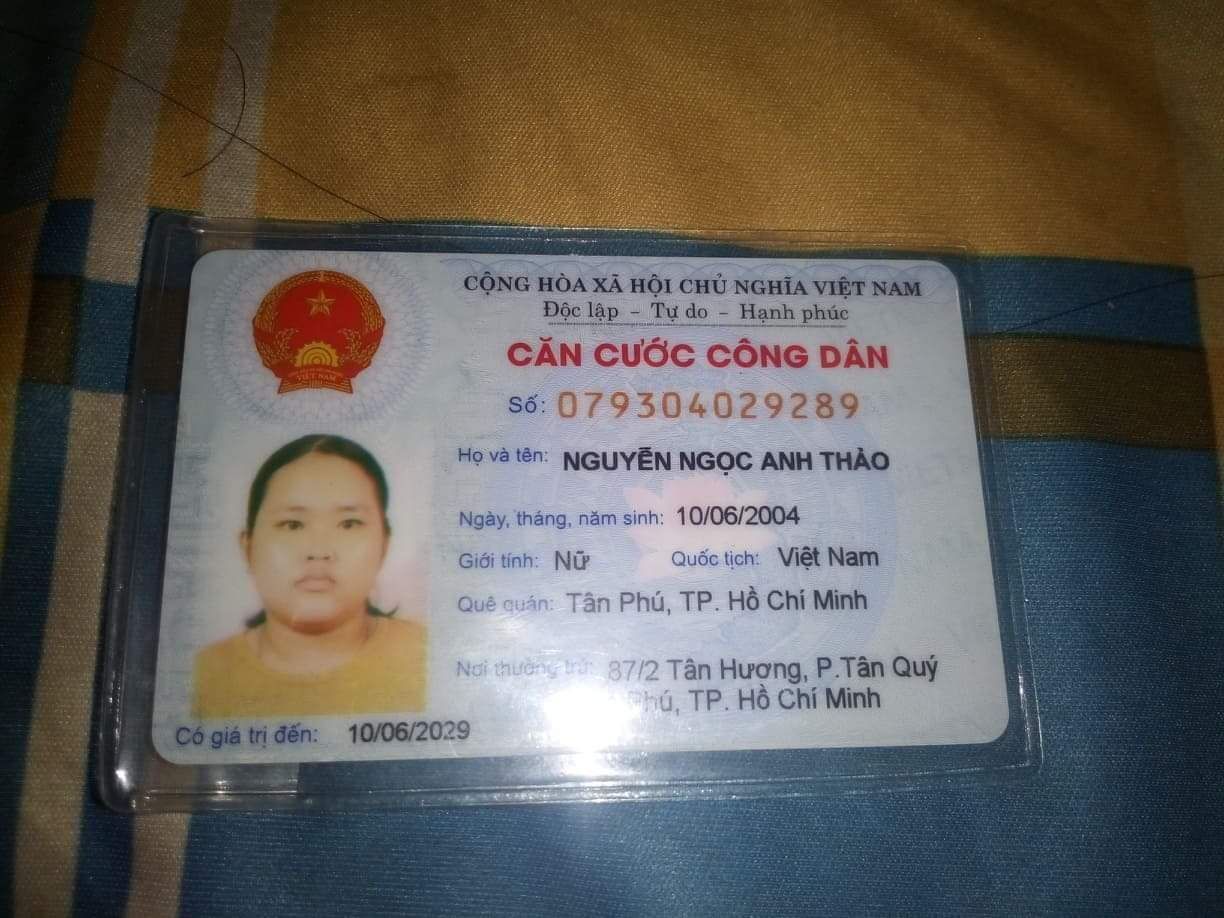 CỘNG HÒA XÃ HỘI CHỦ NGHĨA VIỆT NAM
Độc lập - Tự do - Hạnh phúc
CĂN CƯỚC CÔNG DÂN
Số: 079304029289
Họ và tên: NGUYỄN NGỌC ANH THẢO
Ngày, tháng, năm sinh: 10/06/2004
Giới tính: Nữ Quốc tịch: Việt Nam
Quê quán: Tân Phú, TP. Hồ Chí Minh
Nơi thường trú: 87/2 Tân Hương, P.Tân Quý
Phú, TP. Hồ Chí Minh
Có giá trị đến: 10/06/2029
VIỆT NAM